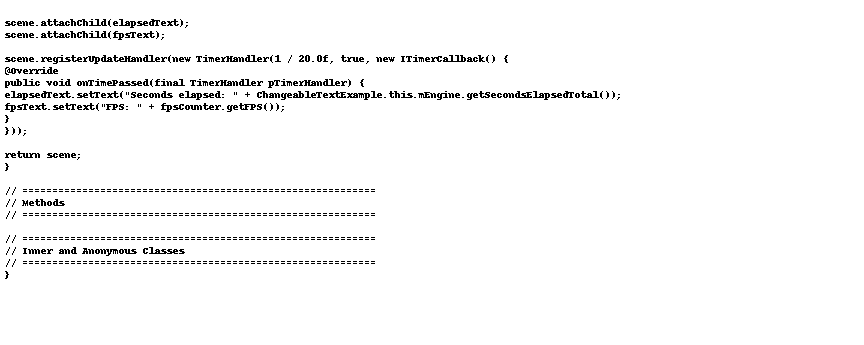 scene.attachChild(elapsedText);
scene.attachChild(fpsText);

scene.registerUpdateHandler(new TimerHandler(1 / 20.0f, true, new ITimerCallback() {
@Override
public void onTimePassed(final TimerHandler pTimerHandler) {
elapsedText.setText("Seconds elapsed: " + ChangeableTextExample.this.mEngine.getSecondsElapsedTotal());
fpsText.setText("FPS: " + fpsCounter.getFPS());
}
}));

return scene;
}

// ===========================================================
// Methods
// ===========================================================

// ===========================================================
// Inner and Anonymous Classes
// ===========================================================
}